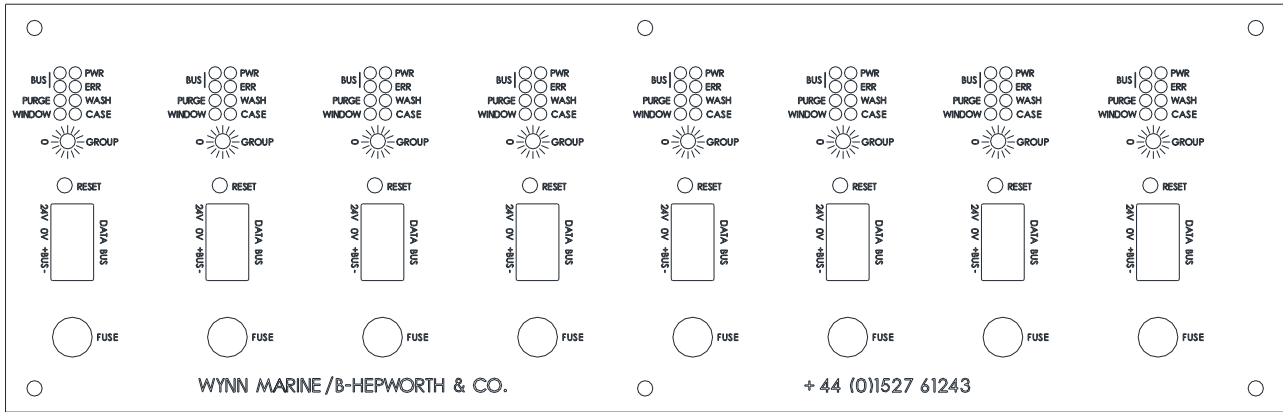 BUS PWR
ERR
PURGE WASH
WINDOW CASE
0 GROUP
RESET
24V 0V +BUS-
DATA BUS
FUSE
BUS PWR
ERR
PURGE WASH
WINDOW CASE
0 GROUP
RESET
24V 0V +BUS-
DATA BUS
FUSE
BUS PWR
ERR
PURGE WASH
WINDOW CASE
0 GROUP
RESET
24V 0V +BUS-
DATA BUS
FUSE
BUS PWR
ERR
PURGE WASH
WINDOW CASE
0 GROUP
RESET
24V 0V +BUS-
DATA BUS
FUSE
BUS PWR
ERR
PURGE WASH
WINDOW CASE
0 GROUP
RESET
24V 0V +BUS-
DATA BUS
FUSE
BUS PWR
ERR
PURGE WASH
WINDOW CASE
0 GROUP
RESET
24V 0V +BUS-
DATA BUS
FUSE
BUS PWR
ERR
PURGE WASH
WINDOW CASE
0 GROUP
RESET
24V 0V +BUS-
DATA BUS
FUSE
BUS PWR
ERR
PURGE WASH
WINDOW CASE
0 GROUP
RESET
24V 0V +BUS-
DATA BUS
FUSE
WYNN MARINE/B-HEPWORTH & CO. + 44 (0)1527 61243